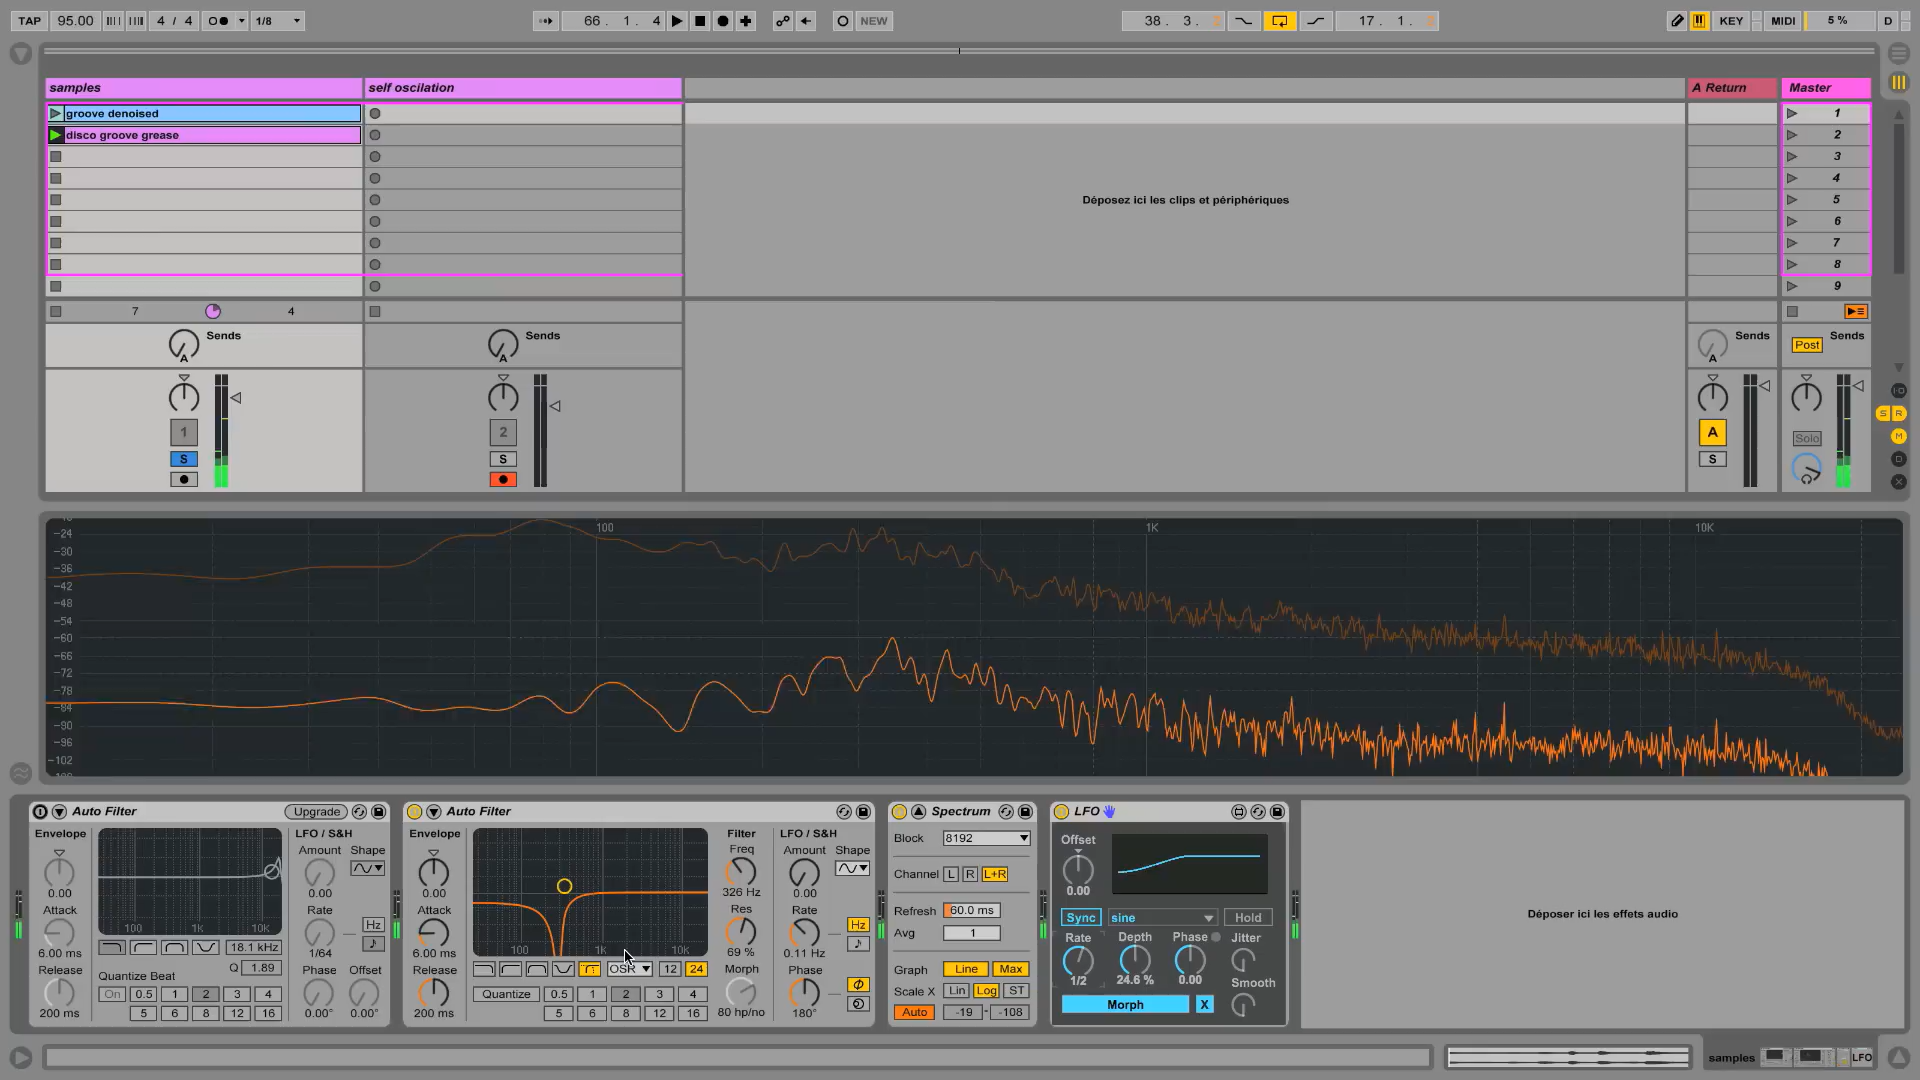 TAP 95.00 4 / 4 1/8 66 . 1 . 4 NEW 38 . 3 . 17 . 1 . KEY MIDI 5 % D
samples self oscilation A Return Master
groove denoised 1
disco groove grease 2
3
Déposez ici les clips et périphériques 5
4
6
7
8
9
7 4
Sends Sends Sends Sends
A A A Post
1 2 A Solo
S S S
S R
M
D
100 1K 10K
-24
-30
-36
-42
-48
-54
-60
-66
-72
-78
-84
-90
-96
-102
Auto Filter Upgrade
Envelope LFO / S&H
Amount Shape
0.00 0.00
Attack Rate Hz
100 1K 10K
6.00 ms 18.1 kHz 1/64
Release Q 1.89 Phase Offset
Quantize Beat
On 0.5 1 2 3 4
200 ms 5 6 8 12 16 0.00° 0.00°
Auto Filter
Envelope Filter LFO / S&H
Freq Amount Shape
0.00 326 Hz 0.00
Attack Res Rate Hz
100 1K 10K
6.00 ms 69 % 0.11 Hz
Release OSR 12 24 Morph Phase
Quantize 0.5 1 2 3 4
200 ms 5 6 8 12 16 80 hp/no 180°
Spectrum
Block 8192
Channel L R L+R
Refresh 60.0 ms
Avg 1
Graph Line Max
Scale X Lin Log ST
Auto -19 - -108
LFO
Offset
0.00
Sync sine Hold
Rate Depth Phase Jitter
1/2 24.6 % 0.00 Smooth
Morph X
Déposer ici les effets audio
samples LFO